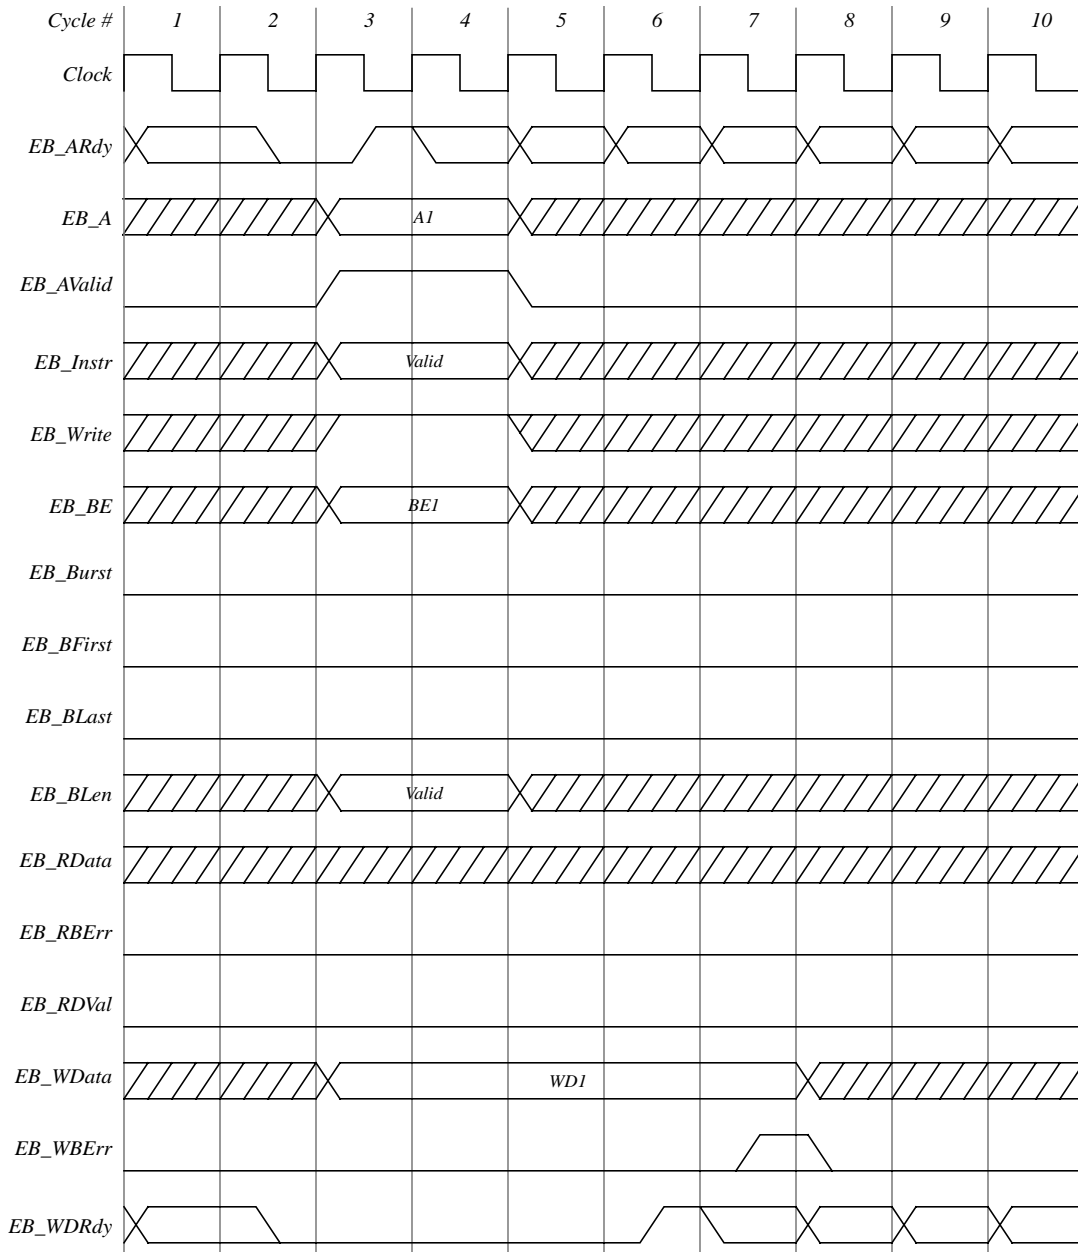 Cycle # 1 2 3 4 5 6 7 8 9 10
Clock
EB_ARdy
EB_A A1
EB_AValid
EB_Instr Valid
EB_Write
EB_BE BE1
EB_Burst
EB_BFirst
EB_BLast
EB_BLen Valid
EB_RData
EB_RBErr
EB_RDVal
EB_WData WD1
EB_WBErr
EB_WDRdy